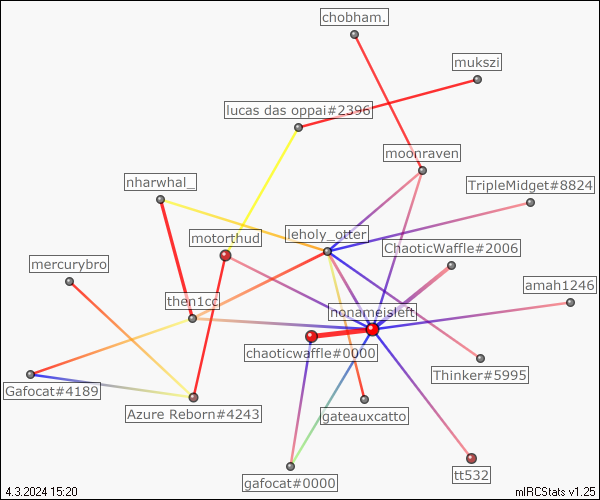 chobham.
mukszi
lucas das oppai#2396
moonraven
nharwhal_
TripleMidget#8824
motorthud
leholy_otter
ChaoticWaffle#2006
mercurybro
amah1246
then1cc
nonameisleft
chaoticwaffle#0000
Thinker#5995
Gafocat#4189
Azure Reborn#4243
gateauxcatto
gafocat#0000
tt532
4.3.2024 15:20
mIRCStats v1.25